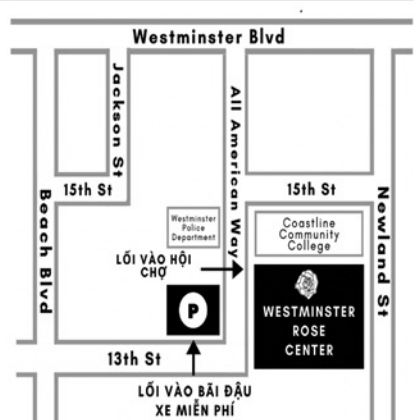 Westminster Blvd
Jackson St
All American Way
15th St
15th St
Beach Blvd
Newland St
Westminster
Police
Department
Coastline
Community
College
LỐI VÀO HỘI
CHỢ
P
WESTMINSTER
ROSE
CENTER
13th St
LỐI VÀO BÃI ĐẬU
XE MIỄN PHÍ